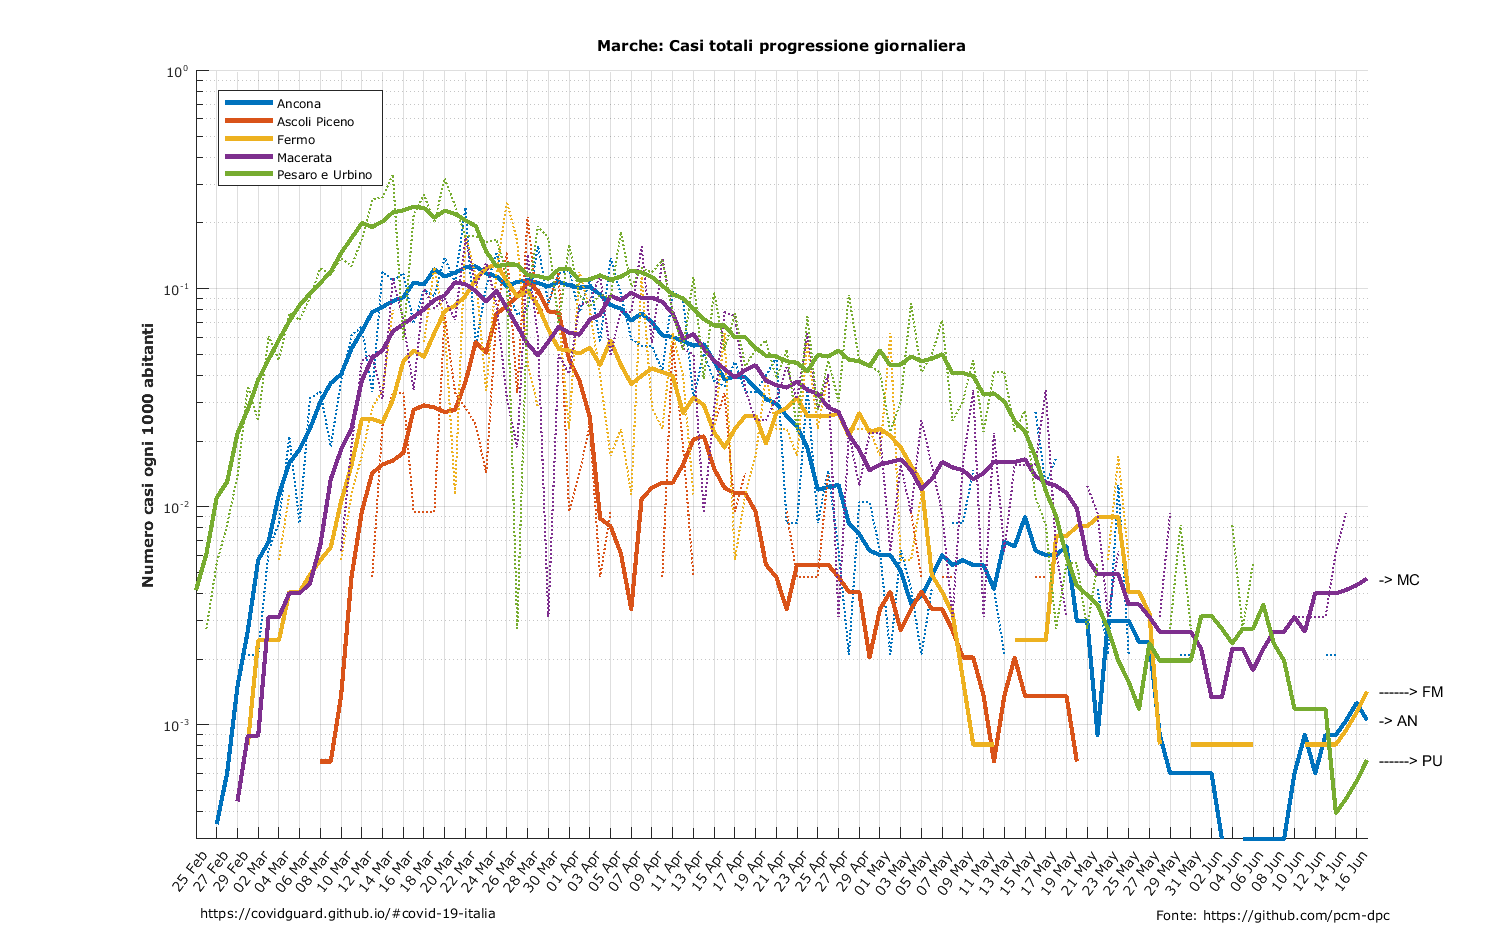 Marche: Casi totali progressione giornaliera
Numero casi ogni 1000 abitanti
10^0
10^-1
10^-2
10^-3
Ancona
Ascoli Piceno
Fermo
Macerata
Pesaro e Urbino
-> MC
------> FM
-> AN
------> PU
25 Feb
27 Feb
29 Feb
02 Mar
04 Mar
06 Mar
08 Mar
10 Mar
12 Mar
14 Mar
16 Mar
18 Mar
20 Mar
22 Mar
24 Mar
26 Mar
28 Mar
30 Mar
01 Apr
03 Apr
05 Apr
07 Apr
09 Apr
11 Apr
13 Apr
15 Apr
17 Apr
19 Apr
21 Apr
23 Apr
25 Apr
27 Apr
29 Apr
01 May
03 May
05 May
07 May
09 May
11 May
13 May
15 May
17 May
19 May
21 May
23 May
25 May
27 May
29 May
31 May
02 Jun
04 Jun
06 Jun
08 Jun
10 Jun
12 Jun
14 Jun
16 Jun
https://covidguard.github.io/#covid-19-italia
Fonte: https://github.com/pcm-dpc